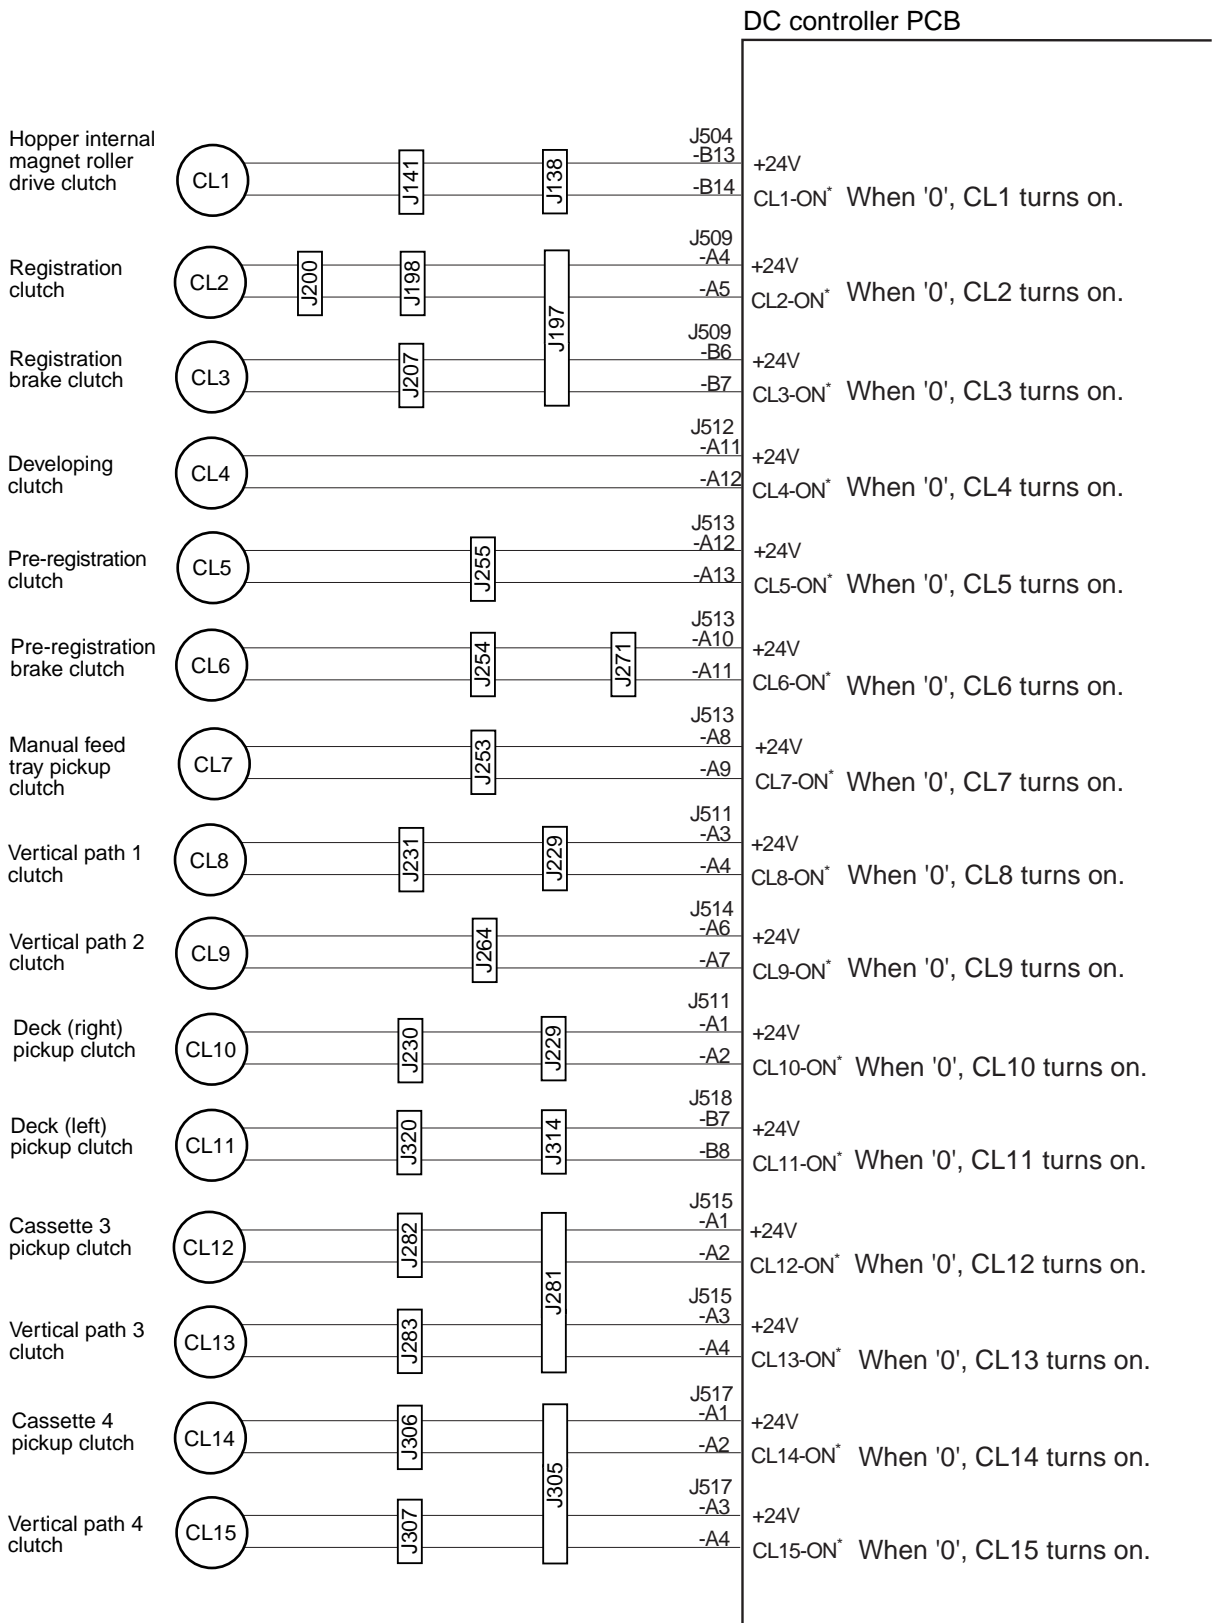 DC controller PCB
Hopper internal
magnet roller
drive clutch
CL1
J141
J138
J504
-B13
-B14
+24V
CL1-ON* When '0', CL1 turns on.
Registration
clutch
CL2
J200
J198
J197
J509
-A4
-A5
+24V
CL2-ON* When '0', CL2 turns on.
Registration
brake clutch
CL3
J207
J509
-B6
-B7
+24V
CL3-ON* When '0', CL3 turns on.
Developing
clutch
CL4
J512
-A11
-A12
+24V
CL4-ON* When '0', CL4 turns on.
Pre-registration
clutch
CL5
J255
J513
-A12
-A13
+24V
CL5-ON* When '0', CL5 turns on.
Pre-registration
brake clutch
CL6
J254
J271
J513
-A10
-A11
+24V
CL6-ON* When '0', CL6 turns on.
Manual feed
tray pickup
clutch
CL7
J253
J513
-A8
-A9
+24V
CL7-ON* When '0', CL7 turns on.
Vertical path 1
clutch
CL8
J231
J229
J511
-A3
-A4
+24V
CL8-ON* When '0', CL8 turns on.
Vertical path 2
clutch
CL9
J264
J514
-A6
-A7
+24V
CL9-ON* When '0', CL9 turns on.
Deck (right)
pickup clutch
CL10
J230
J229
J511
-A1
-A2
+24V
CL10-ON* When '0', CL10 turns on.
Deck (left)
pickup clutch
CL11
J320
J314
J518
-B7
-B8
+24V
CL11-ON* When '0', CL11 turns on.
Cassette 3
pickup clutch
CL12
J282
J281
J515
-A1
-A2
+24V
CL12-ON* When '0', CL12 turns on.
Vertical path 3
clutch
CL13
J283
J515
-A3
-A4
+24V
CL13-ON* When '0', CL13 turns on.
Cassette 4
pickup clutch
CL14
J306
J305
J517
-A1
-A2
+24V
CL14-ON* When '0', CL14 turns on.
Vertical path 4
clutch
CL15
J307
J517
-A3
-A4
+24V
CL15-ON* When '0', CL15 turns on.